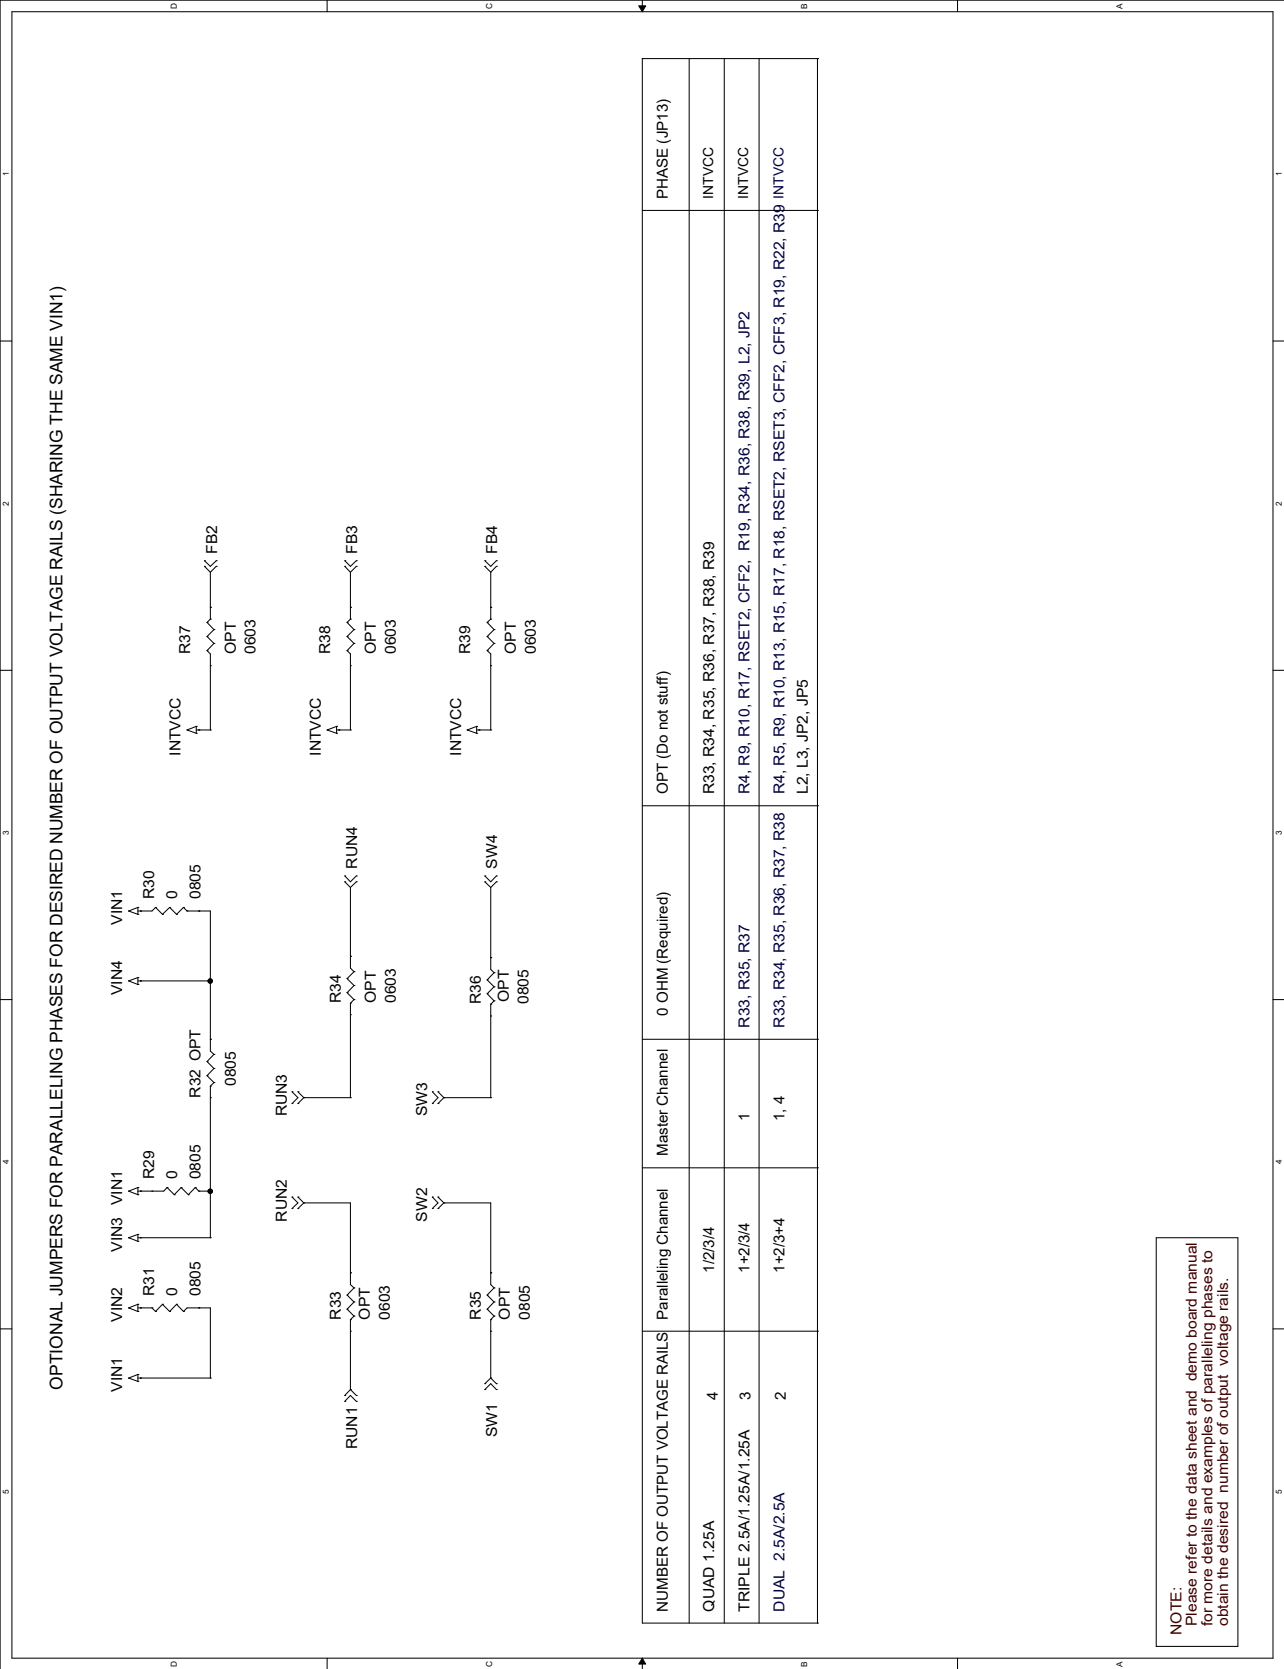 OPTIONAL JUMPERS FOR PARALLELING PHASES FOR DESIRED NUMBER OF OUTPUT VOLTAGE RAILS (SHARING THE SAME VIN1)
5 4 3 2 1
D
C
B
A
VIN1 VIN2 VIN3 VIN1 VIN4 VIN1
R31
0
0805
R29
0
0805
R32 OPT
0805
R30
0
0805
INTVCC
R37
OPT
0603
FB2
RUN1
R33
OPT
0603
RUN2
RUN3
R34
OPT
0603
RUN4
INTVCC
R38
OPT
0603
FB3
SW1
R35
OPT
0805
SW2
SW3
R36
OPT
0805
SW4
INTVCC
R39
OPT
0603
FB4
NUMBER OF OUTPUT VOLTAGE RAILS Paralleling Channel Master Channel 0 OHM (Required) OPT (Do not stuff) PHASE (JP13)
QUAD 1.25A 4 1/2/3/4 R33, R34, R35, R36, R37, R38, R39 INTVCC
TRIPLE 2.5A/1.25A/1.25A 3 1+2/3/4 1 R33, R35, R37 R4, R9, R10, R17, RSET2, CFF2, R19, R34, R36, R38, R39, L2, JP2 INTVCC
DUAL 2.5A/2.5A 2 1+2/3+4 1, 4 R33, R34, R35, R36, R37, R38 R4, R5, R9, R10, R13, R15, R17, R18, RSET2, RSET3, CFF2, CFF3, R19, R22, R39 INTVCC
L2, L3, JP2, JP5
NOTE:
Please refer to the data sheet and demo board manual
for more details and examples of paralleling phases to
obtain the desired number of output voltage rails.
5 4 3 2 1
D
C
B
A